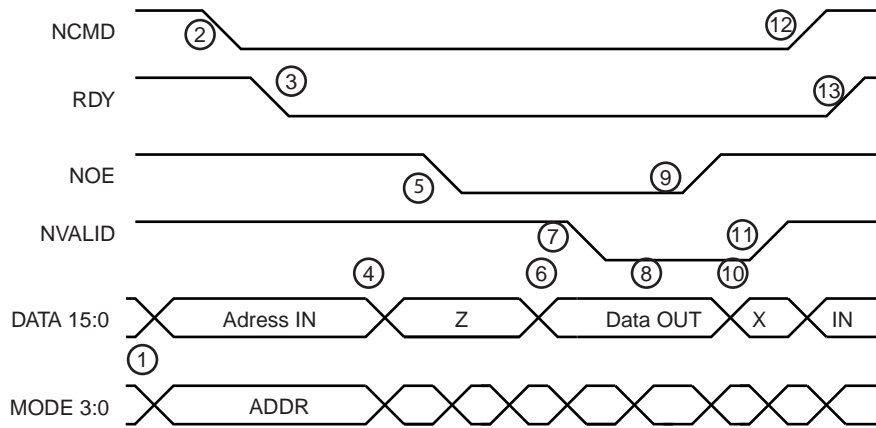 NCMD
2
12
RDY
3
13
NOE
5
9
NVALID
7
11
4
6
8
10
DATA 15:0
Adress IN
Z
Data OUT
X
IN
1
MODE 3:0
ADDR